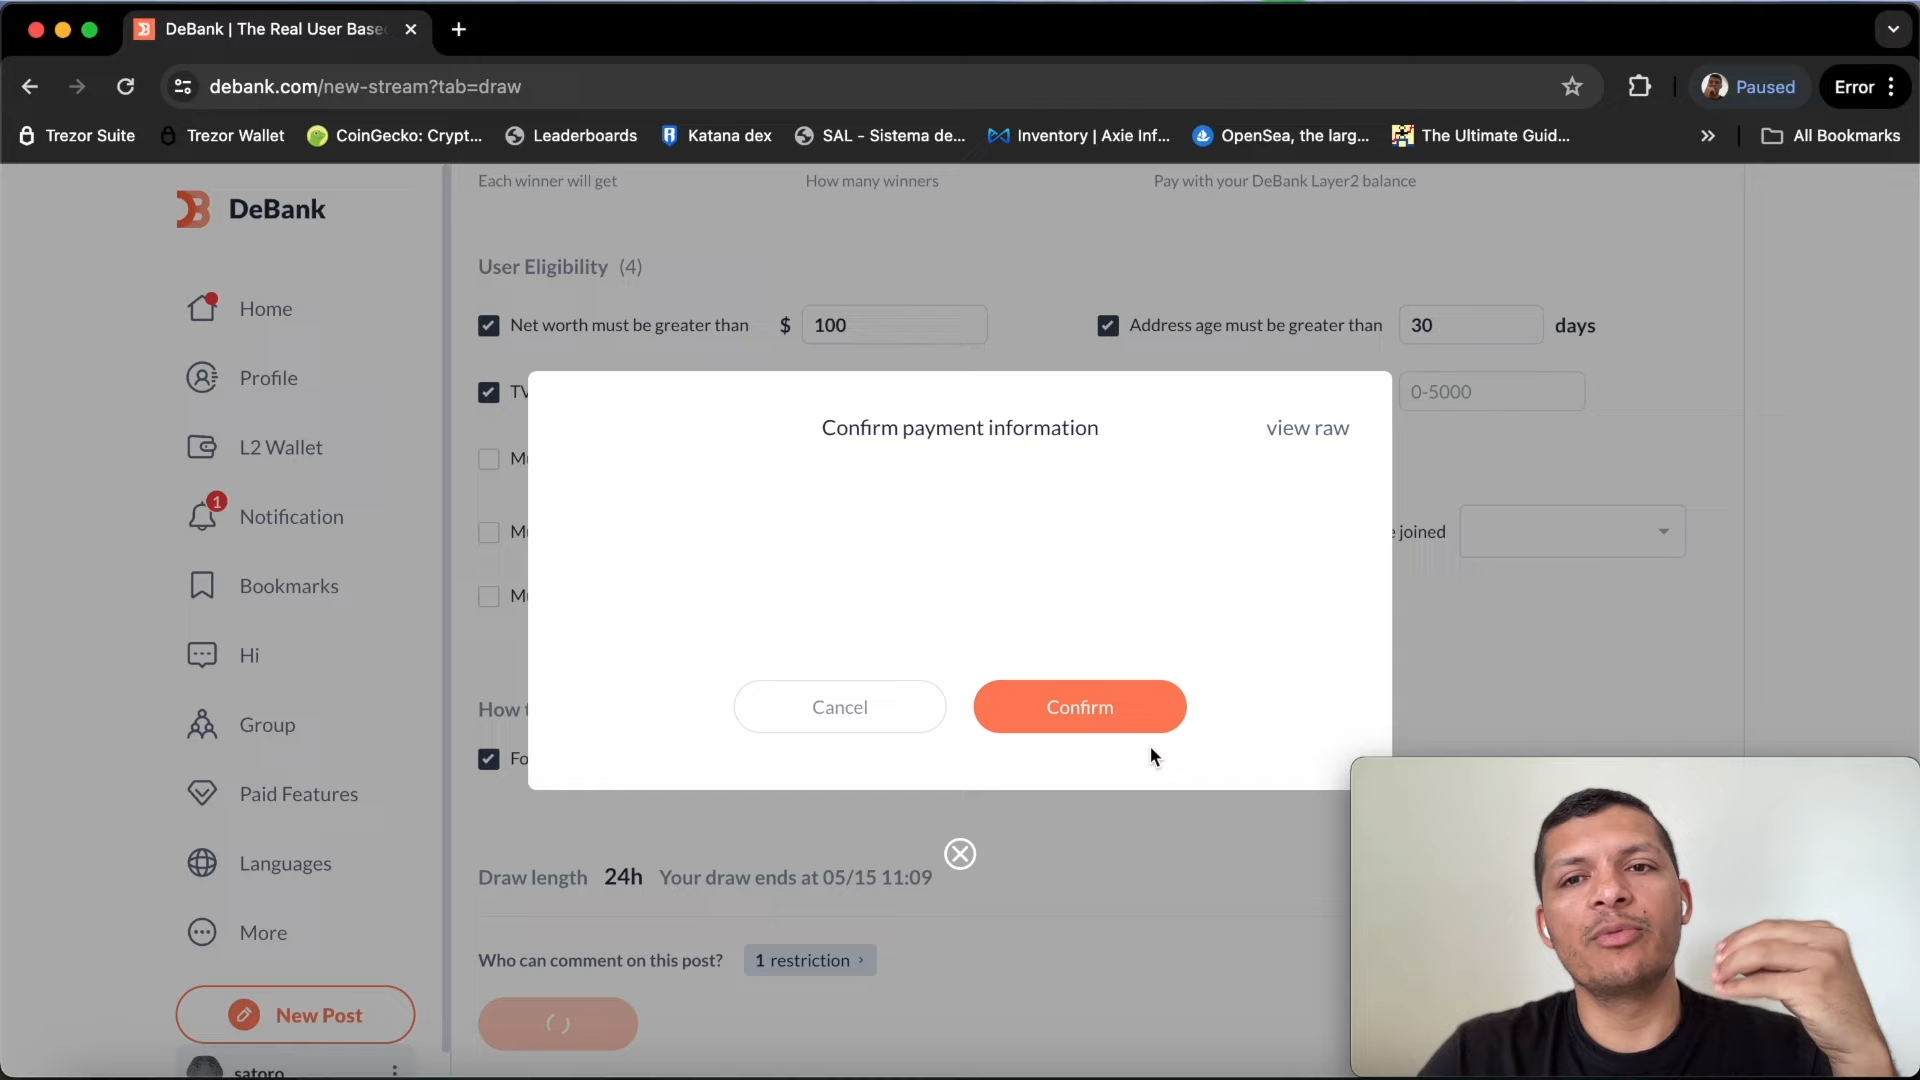 DeBank | The Real User Base
debank.com/new-stream?tab=draw
Paused
Error
Trezor Suite
Trezor Wallet
CoinGecko: Crypt...
Leaderboards
Katana dex
SAL - Sistema de...
Inventory | Axie Inf...
OpenSea, the larg...
The Ultimate Guid...
All Bookmarks
DeBank
Home
Profile
L2 Wallet
1
Notification
Bookmarks
Hi
Group
Paid Features
Languages
More
New Post
satoro
Each winner will get
How many winners
Pay with your DeBank Layer2 balance
User Eligibility (4)
Net worth must be greater than $ 100
Address age must be greater than 30 days
TV
0-5000
joined
Confirm payment information
view raw
Cancel
Confirm
How
Fo
Draw length 24h Your draw ends at 05/15 11:09
Who can comment on this post? 1 restriction